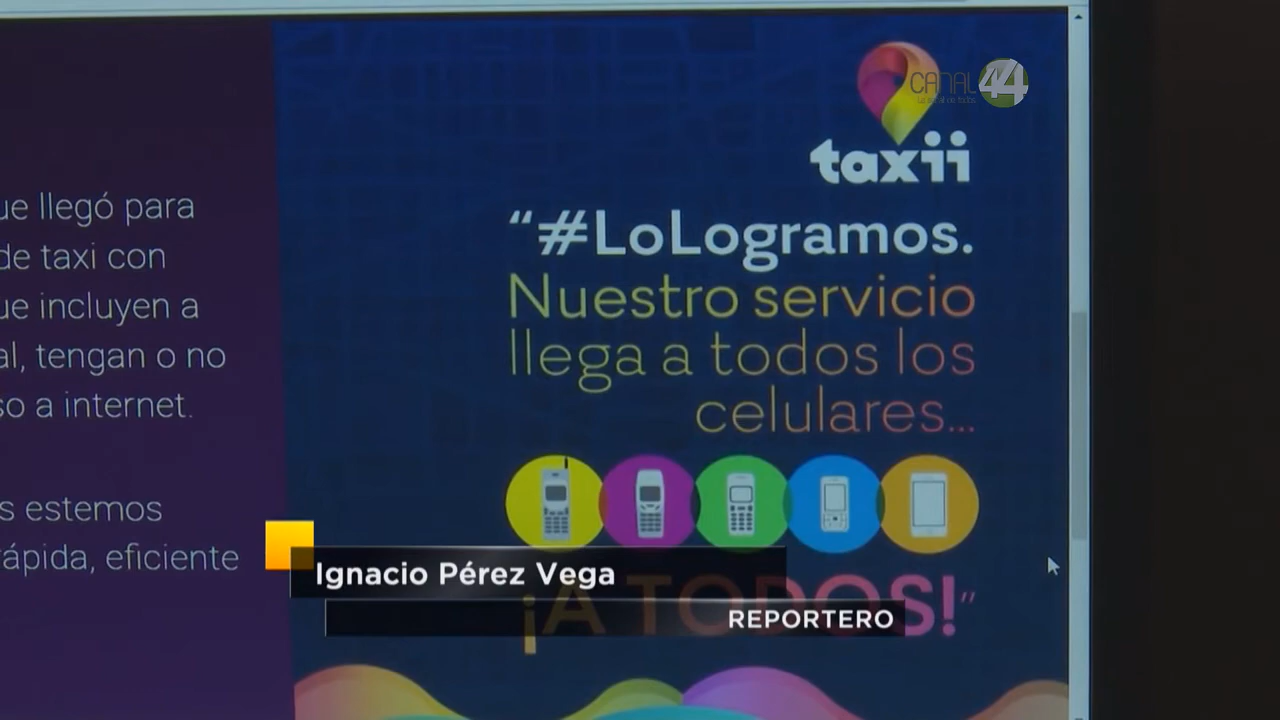 CANAL 44
taxii
ue llegó para
de taxi con
ue incluyen a
al, tengan o no
so a internet.
s estemos
rápida, eficiente
“#LoLogramos.
Nuestro servicio
llega a todos los
celulares...
¡A TODOS!”
Ignacio Pérez Vega
REPORTERO